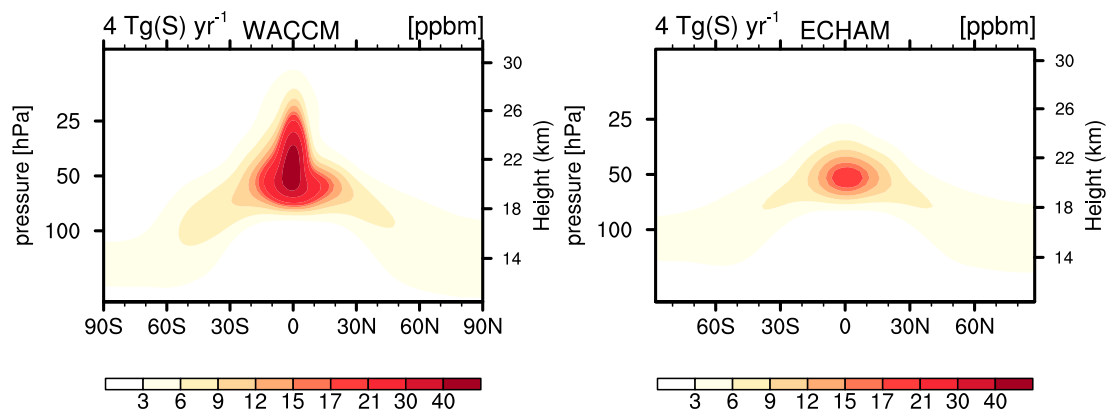 4 Tg(S) yr-1 WACCM [ppbm]
pressure [hPa]
25
50
100
30
26
22
18
14
Height (km)
90S 60S 30S 0 30N 60N 90N
3 6 9 12 15 17 21 30 40
4 Tg(S) yr-1 ECHAM [ppbm]
pressure [hPa]
25
50
100
30
26
22
18
14
Height (km)
60S 30S 0 30N 60N
3 6 9 12 15 17 21 30 40